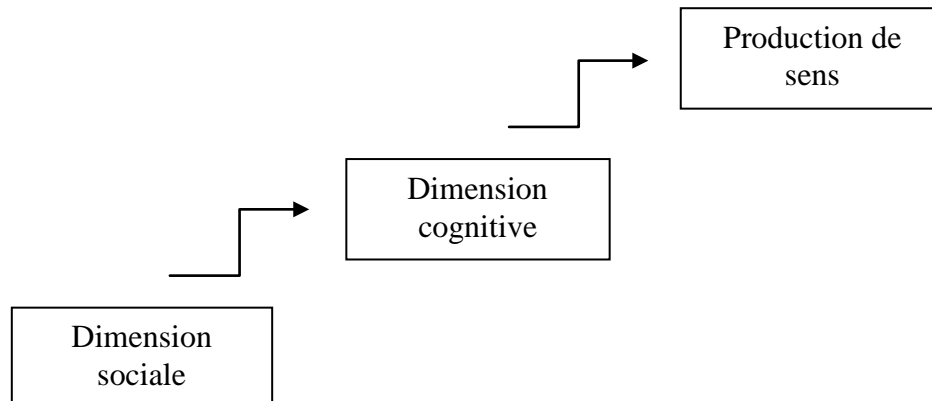 Production de
sens
Dimension
cognitive
Dimension
sociale